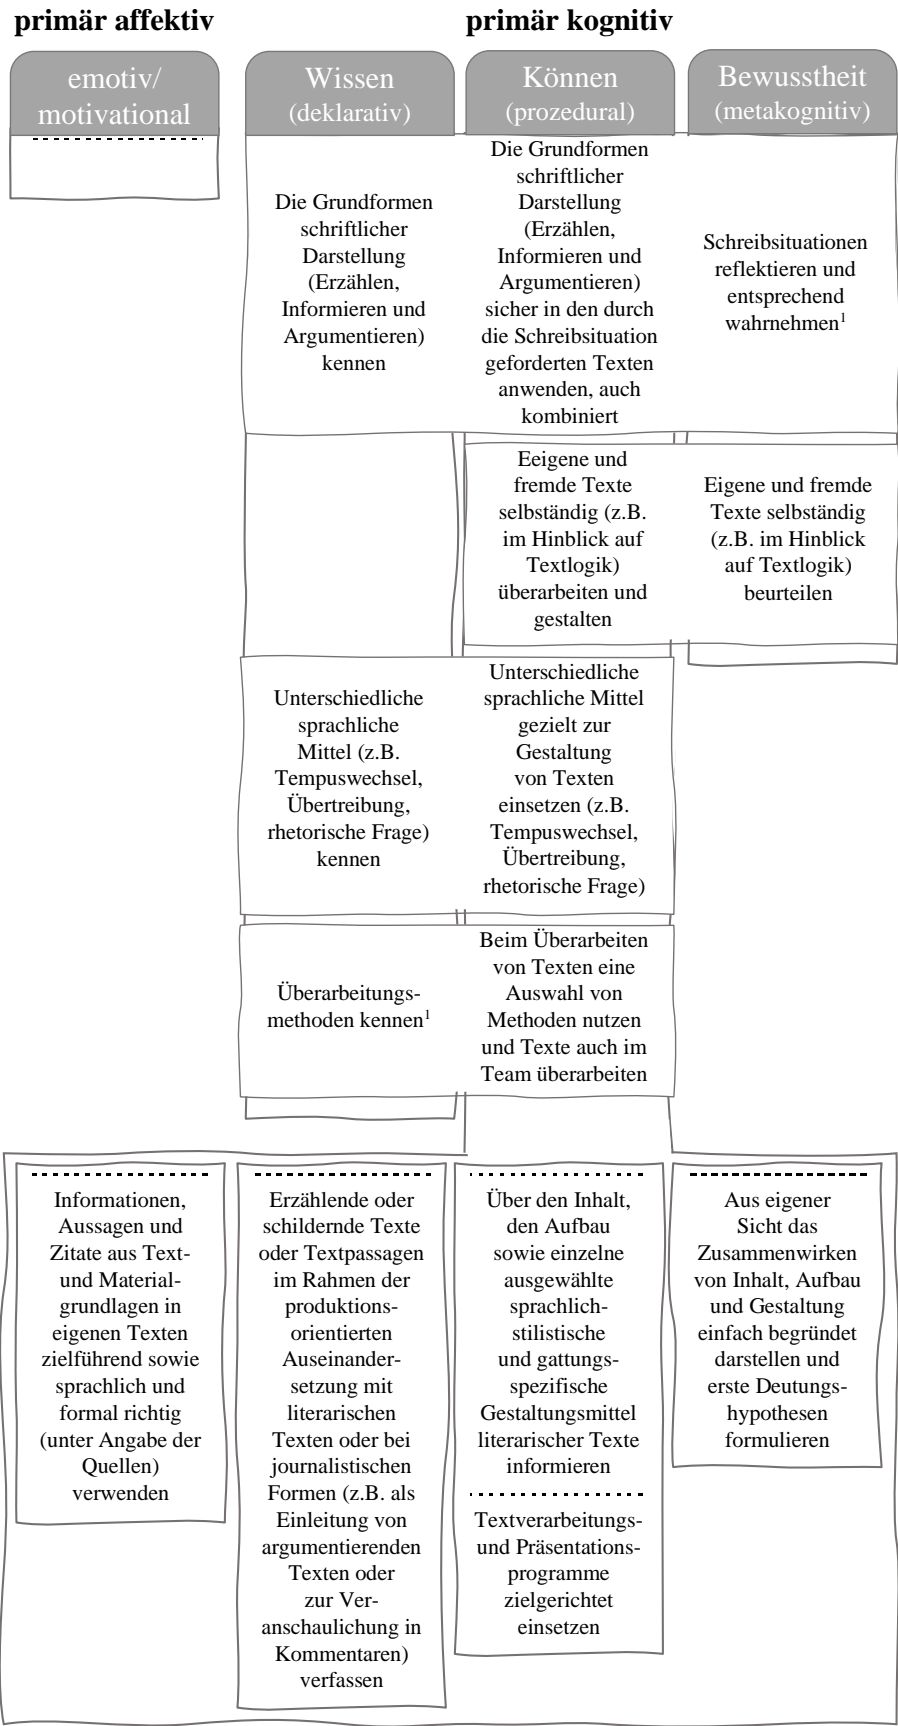 primär affektiv
primär kognitiv
emotiv/
motivational
Wissen
(deklarativ)
Können
(prozedural)
Bewusstheit
(metakognitiv)
Die Grundformen
schriftlicher
Darstellung
(Erzählen,
Informieren und
Argumentieren)
kennen
Die Grundformen
schriftlicher
Darstellung
(Erzählen,
Informieren und
Argumentieren)
sicher in den durch
die Schreibsituation
geforderten Texten
anwenden, auch
kombiniert
Schreibsituationen
reflektieren und
entsprechend
wahrnehmen¹
Eeigene und
fremde Texte
selbständig (z.B.
im Hinblick auf
Textlogik)
überarbeiten und
gestalten
Eigene und fremde
Texte selbständig
(z.B. im Hinblick
auf Textlogik)
beurteilen
Unterschiedliche
sprachliche
Mittel (z.B.
Tempuswechsel,
Übertreibung,
rhetorische Frage)
kennen
Unterschiedliche
sprachliche Mittel
gezielt zur
Gestaltung
von Texten
einsetzen (z.B.
Tempuswechsel,
Übertreibung,
rhetorische Frage)
Überarbeitungs-
methoden kennen¹
Beim Überarbeiten
von Texten eine
Auswahl von
Methoden nutzen
und Texte auch im
Team überarbeiten
Informationen,
Aussagen und
Zitate aus Text-
und Material-
grundlagen in
eigenen Texten
zielführend sowie
sprachlich und
formal richtig
(unter Angabe der
Quellen)
verwenden
Erzählende oder
schildernde Texte
oder Textpassagen
im Rahmen der
produktions-
orientierten
Auseinander-
setzung mit
literarischen
Texten oder bei
journalistischen
Formen (z.B. als
Einleitung von
argumentierenden
Texten oder
zur Ver-
anschaulichung in
Kommentaren)
verfassen
Über den Inhalt,
den Aufbau
sowie einzelne
ausgewählte
sprachlich-
stilistische
und gattungs-
spezifische
Gestaltungsmittel
literarischer Texte
informieren
Textverarbeitungs-
und Präsentations-
programme
zielgerichtet
einsetzen
Aus eigener
Sicht das
Zusammenwirken
von Inhalt, Aufbau
und Gestaltung
einfach begründet
darstellen und
erste Deutungs-
hypothesen
formulieren